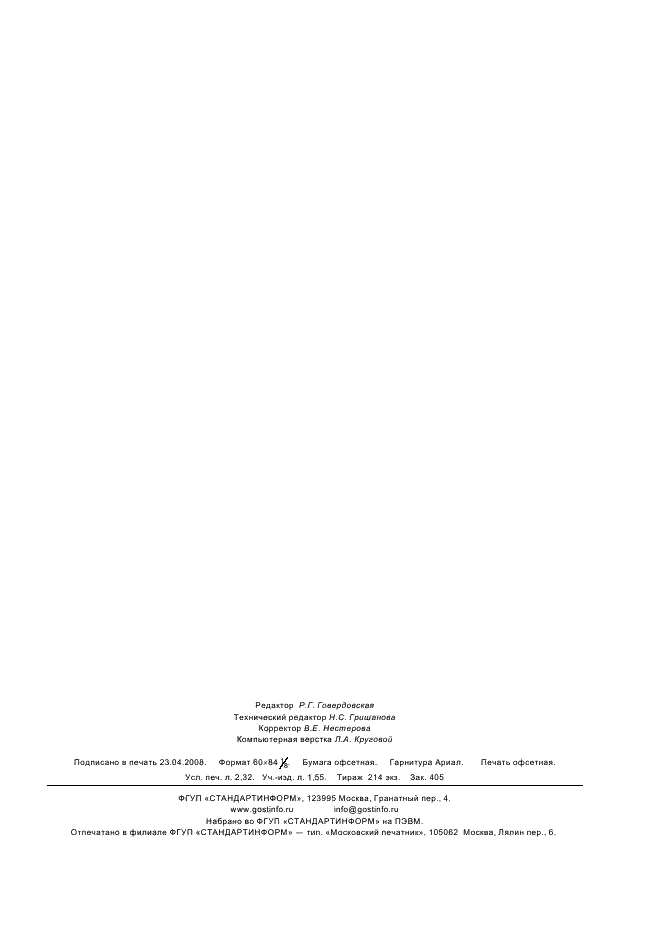 Редактор Р.Г. Говердовская
Технический редактор Н.С. Гришанова
Корректор В.Е. Нестерова
Компьютерная верстка Л.А. Круговой
Подписано в печать 23.04.2008. Формат 60×84 1/8. Бумага офсетная. Гарнитура Ариал. Печать офсетная.
Усл. печ. л. 2,32. Уч.-изд. л. 1,55. Тираж 214 экз. Зак. 405
ФГУП «СТАНДАРТИНФОРМ», 123995 Москва, Гранатный пер., 4.
www.gostinfo.ru info@gostinfo.ru
Набрано во ФГУП «СТАНДАРТИНФОРМ» на ПЭВМ.
Отпечатано в филиале ФГУП «СТАНДАРТИНФОРМ» — тип. «Московский печатник», 105062 Москва, Лялин пер., 6.